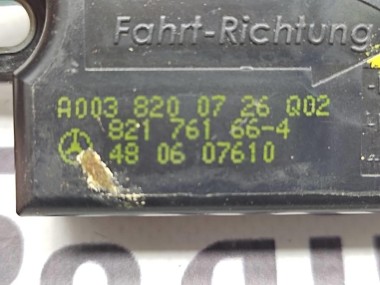 Fahrt-Richtung
A003 820 07 26 Q02
821 761 66-4
48 06 07610